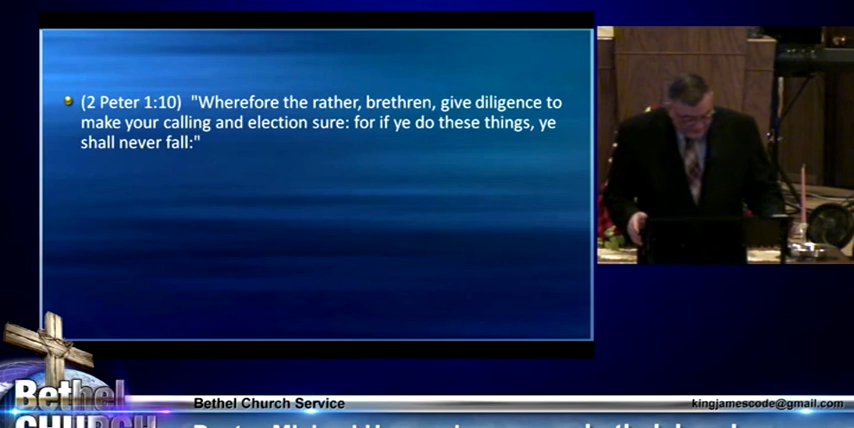 (2 Peter 1:10) "Wherefore the rather, brethren, give diligence to
make your calling and election sure: for if ye do these things, ye
shall never fall:"
Bethel
CHURCH
Bethel Church Service
kingjamescode@gmail.com